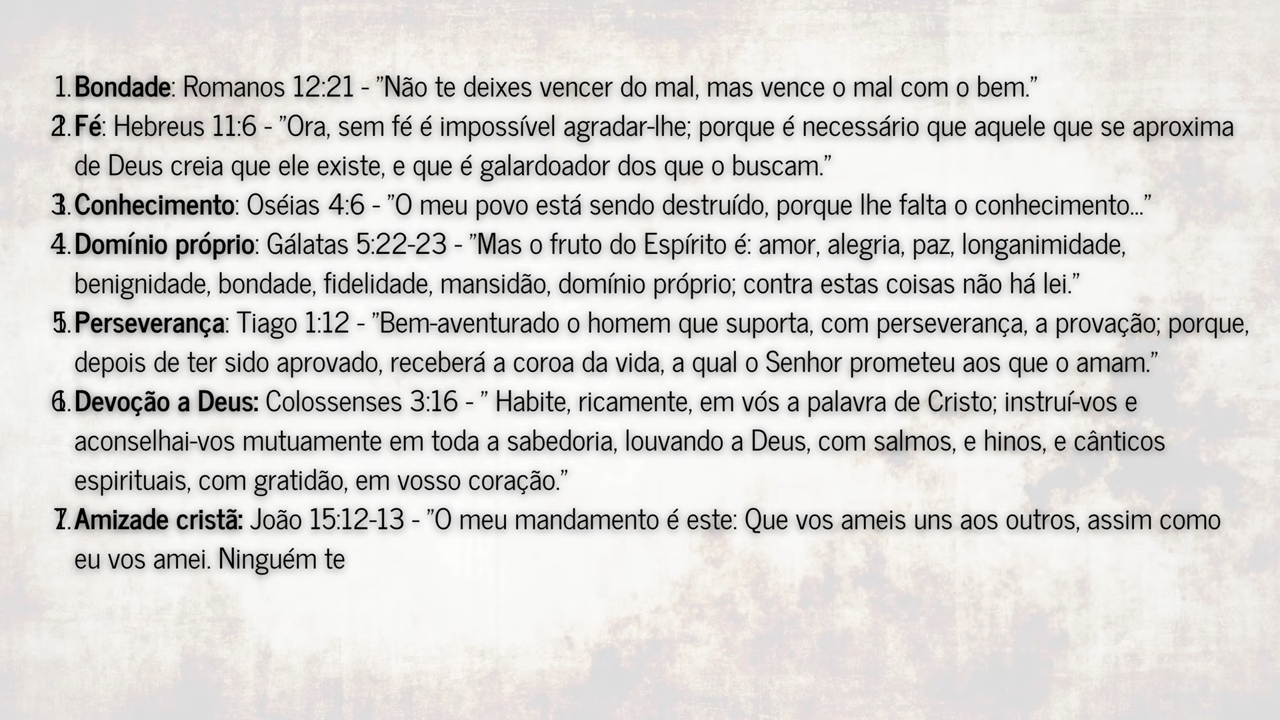 1. Bondade: Romanos 12:21 - "Não te deixes vencer do mal, mas vence o mal com o bem."
2. Fé: Hebreus 11:6 - "Ora, sem fé é impossível agradar-lhe; porque é necessário que aquele que se aproxima
de Deus creia que ele existe, e que é galardoador dos que o buscam."
3. Conhecimento: Oséias 4:6 - "O meu povo está sendo destruído, porque lhe falta o conhecimento..."
4. Domínio próprio: Gálatas 5:22-23 - "Mas o fruto do Espírito é: amor, alegria, paz, longanimidade,
benignidade, bondade, fidelidade, mansidão, domínio próprio; contra estas coisas não há lei."
5. Perseverança: Tiago 1:12 - "Bem-aventurado o homem que suporta, com perseverança, a provação; porque,
depois de ter sido aprovado, receberá a coroa da vida, a qual o Senhor prometeu aos que o amam."
6. Devoção a Deus: Colossenses 3:16 - " Habite, ricamente, em vós a palavra de Cristo; instruí-vos e
aconselhai-vos mutuamente em toda a sabedoria, louvando a Deus, com salmos, e hinos, e cânticos
espirituais, com gratidão, em vosso coração."
7. Amizade cristã: João 15:12-13 - "O meu mandamento é este: Que vos ameis uns aos outros, assim como
eu vos amei. Ninguém te